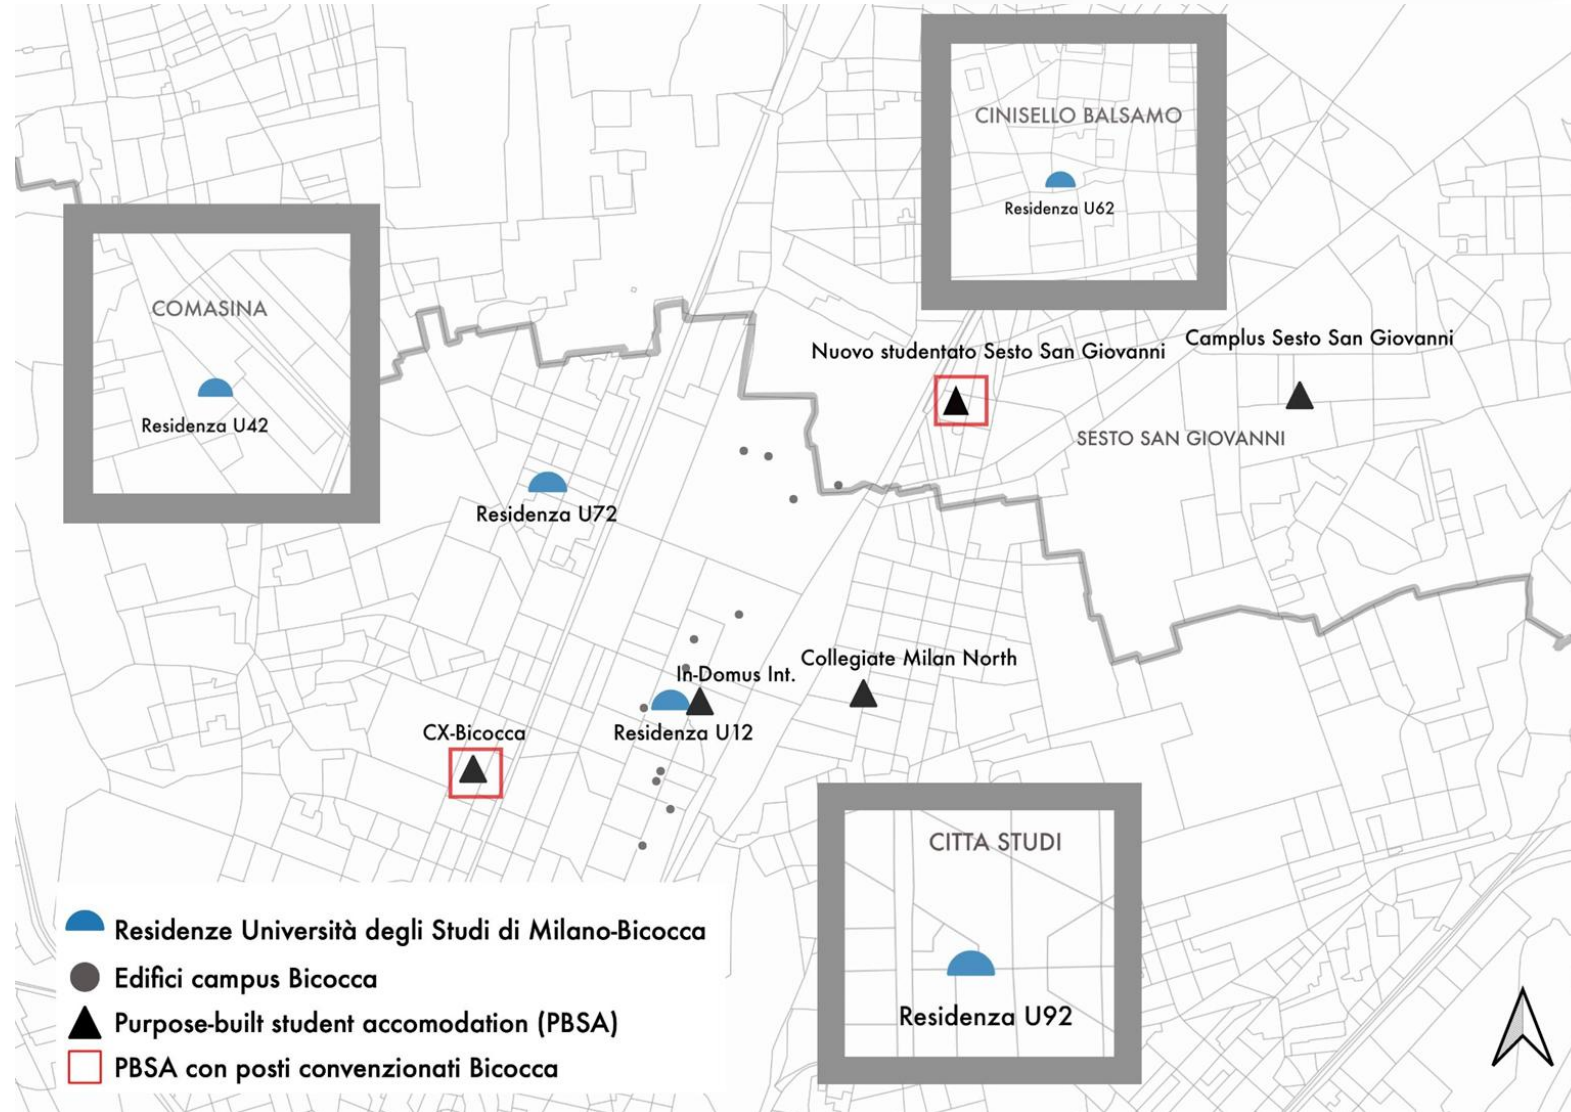 CINISELLO BALSAMO
Residenza U62
COMASINA
Residenza U42
Nuovo studentato Sesto San Giovanni
Camplus Sesto San Giovanni
SESTO SAN GIOVANNI
Residenza U72
In-Domus Int.
Collegiate Milan North
Residenza U12
CX-Bicocca
CITTA STUDI
Residenza U92
Residenze Università degli Studi di Milano-Bicocca
Edifici campus Bicocca
Purpose-built student accomodation (PBSA)
PBSA con posti convenzionati Bicocca